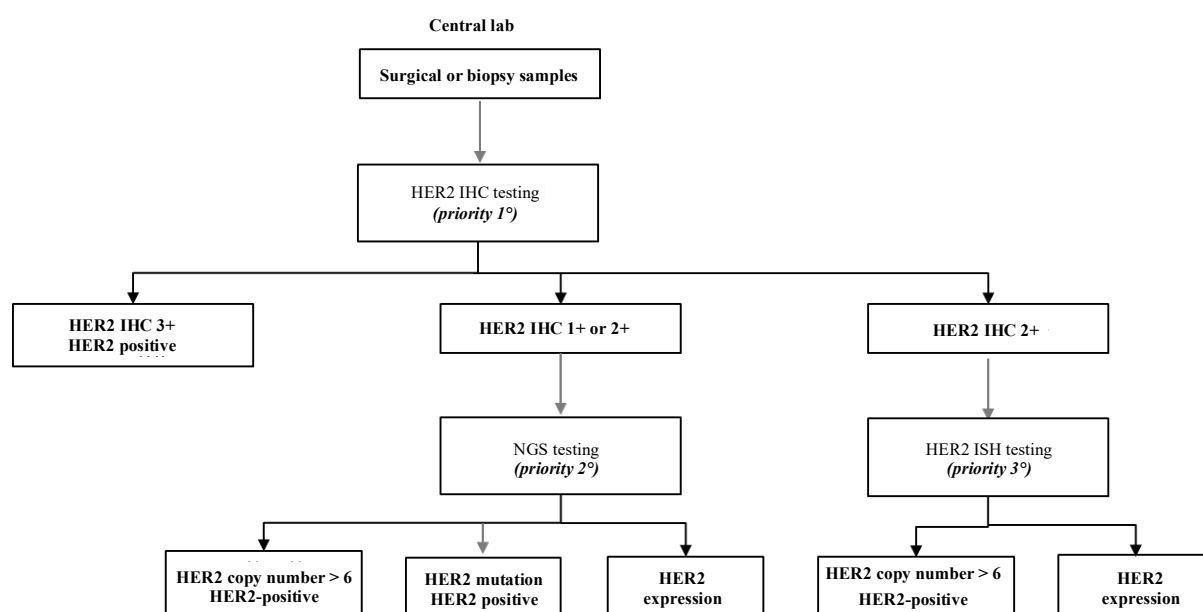 Central lab
Surgical or biopsy samples
HER2 IHC testing
(priority 1°)
HER2 IHC 3+
HER2 positive
HER2 IHC 1+ or 2+
HER2 IHC 2+
NGS testing
(priority 2°)
HER2 ISH testing
(priority 3°)
HER2 copy number > 6
HER2-positive
HER2 mutation
HER2 positive
HER2
expression
HER2 copy number > 6
HER2-positive
HER2
expression